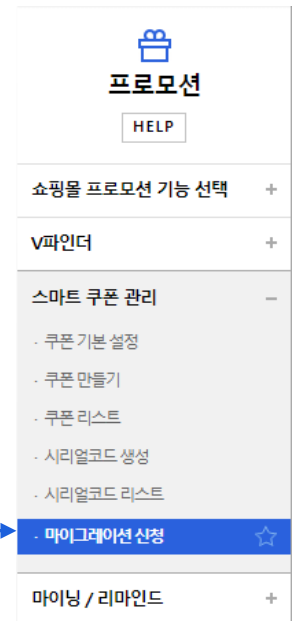 프로모션
HELP
쇼핑몰 프로모션 기능 선택 +
V파인더 +
스마트 쿠폰 관리 −
· 쿠폰 기본 설정
· 쿠폰 만들기
· 쿠폰 리스트
· 시리얼코드 생성
· 시리얼코드 리스트
· 마이그레이션 신청
마이닝 / 리마인드 +